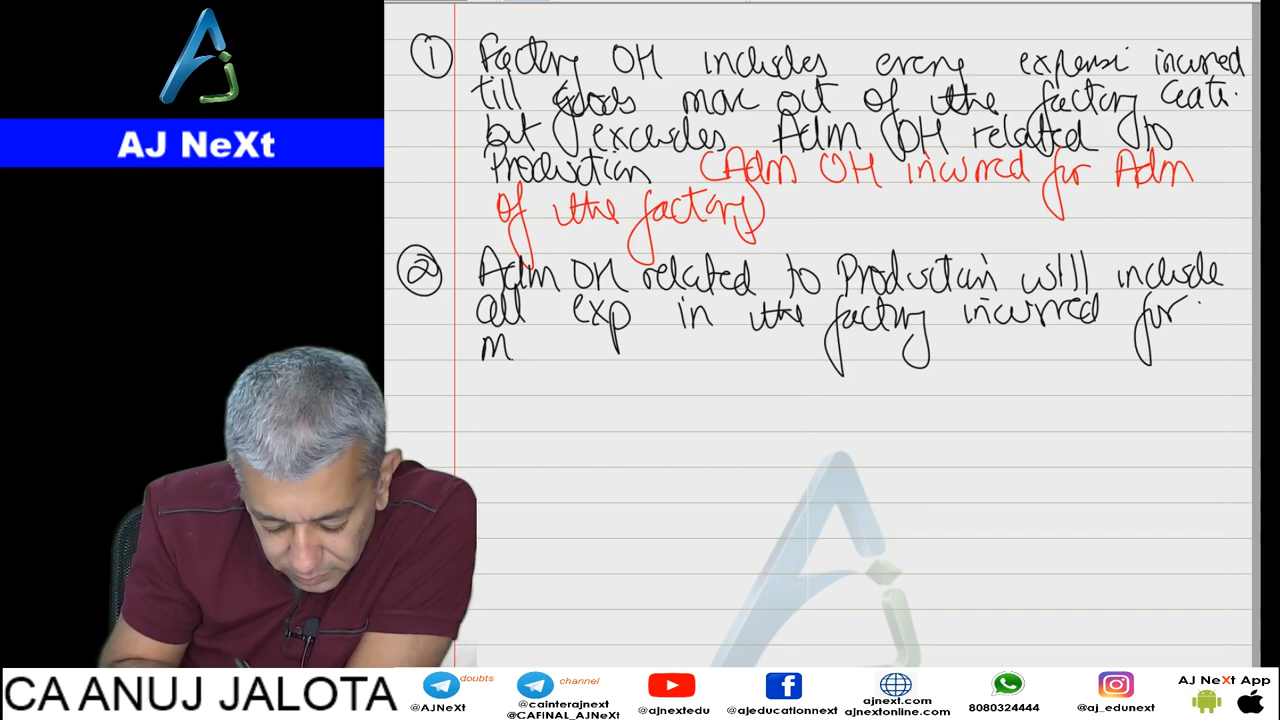 AJ NeXt
① Factory OH includes every expense incurred
till goods move out of the factory Gate.
but excludes Adm OH related to
Production (Adm OH incurred for Adm
of the factory)
② Adm OH related to Production will include
all exp in the factory incurred for
m
CA ANUJ JALOTA
doubts
@AJNeXt
channel
@cainterajnext
@CAFINAL_AJNeXt
@ajnextedu
@ajeducationnext
ajnext.com
ajnextonline.com
8080324444
@aj_edunext
AJ NeXt App